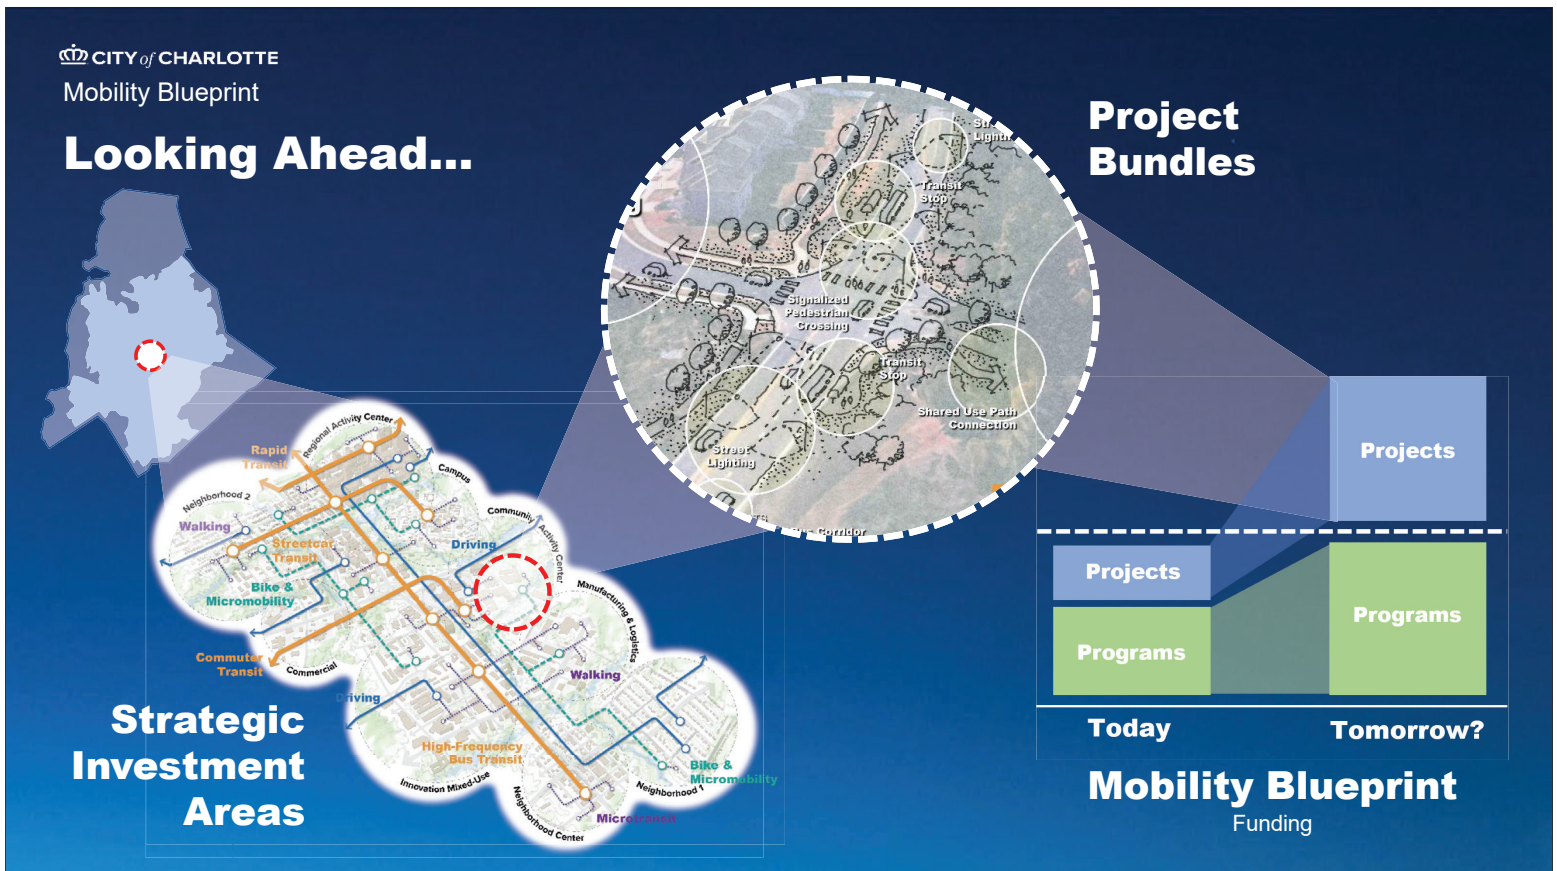 CITY of CHARLOTTE
Mobility Blueprint
Looking Ahead...
Project
Bundles
Lighti
Transit
Stop
Signalized
Pedestrian
Crossing
Transit
Stop
Shared Use Path
Connection
Street
Lighting
Corridor
Regional Activity Center
Rapid
Transit
Campus
Neighborhood 2
Walking
Community Activity Center
Streetcar
Transit
Driving
Bike &
Micromobility
Manufacturing & Logistics
Commuter
Transit
Commercial
Walking
Driving
High-Frequency
Bus Transit
Bike &
Micromobility
Innovation Mixed-Use
Neighborhood 1
Neighborhood Center
Microtransit
Strategic
Investment
Areas
Projects
Projects
Programs
Programs
Today
Tomorrow?
Mobility Blueprint
Funding